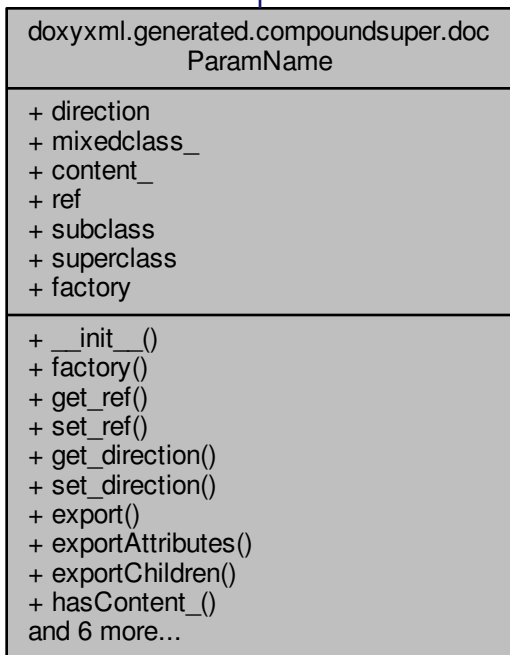 doxyxml.generated.compoundsuper.doc
ParamName
+ direction
+ mixedclass_
+ content_
+ ref
+ subclass
+ superclass
+ factory
+ __init__()
+ factory()
+ get_ref()
+ set_ref()
+ get_direction()
+ set_direction()
+ export()
+ exportAttributes()
+ exportChildren()
+ hasContent_()
and 6 more...